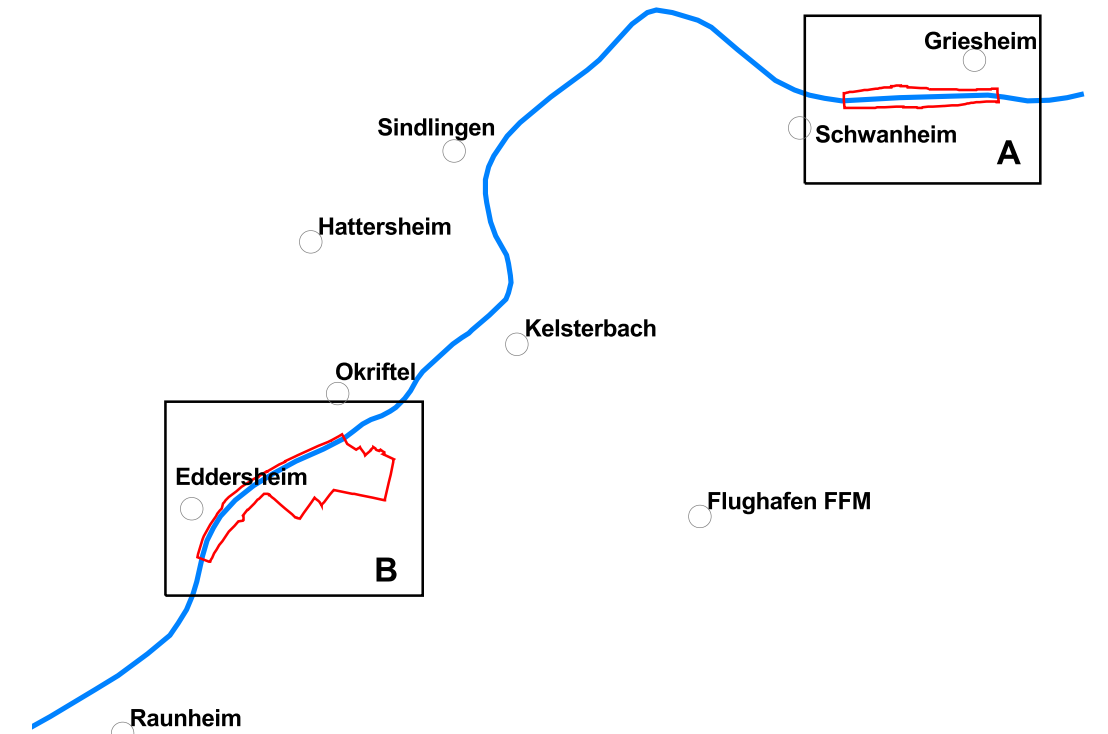 Griesheim
Sindlingen
Schwanheim
A
Hattersheim
Kelsterbach
Okriftel
Eddersheim
Flughafen FFM
B
Raunheim